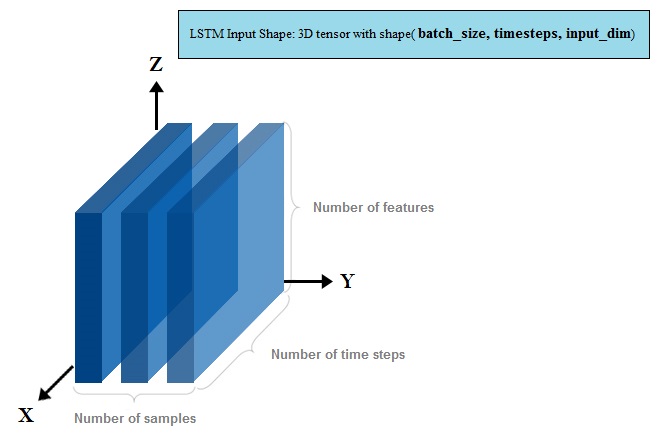 LSTM Input Shape: 3D tensor with shape( batch_size, timesteps, input_dim)
Z
Number of features
Y
Number of time steps
X
Number of samples